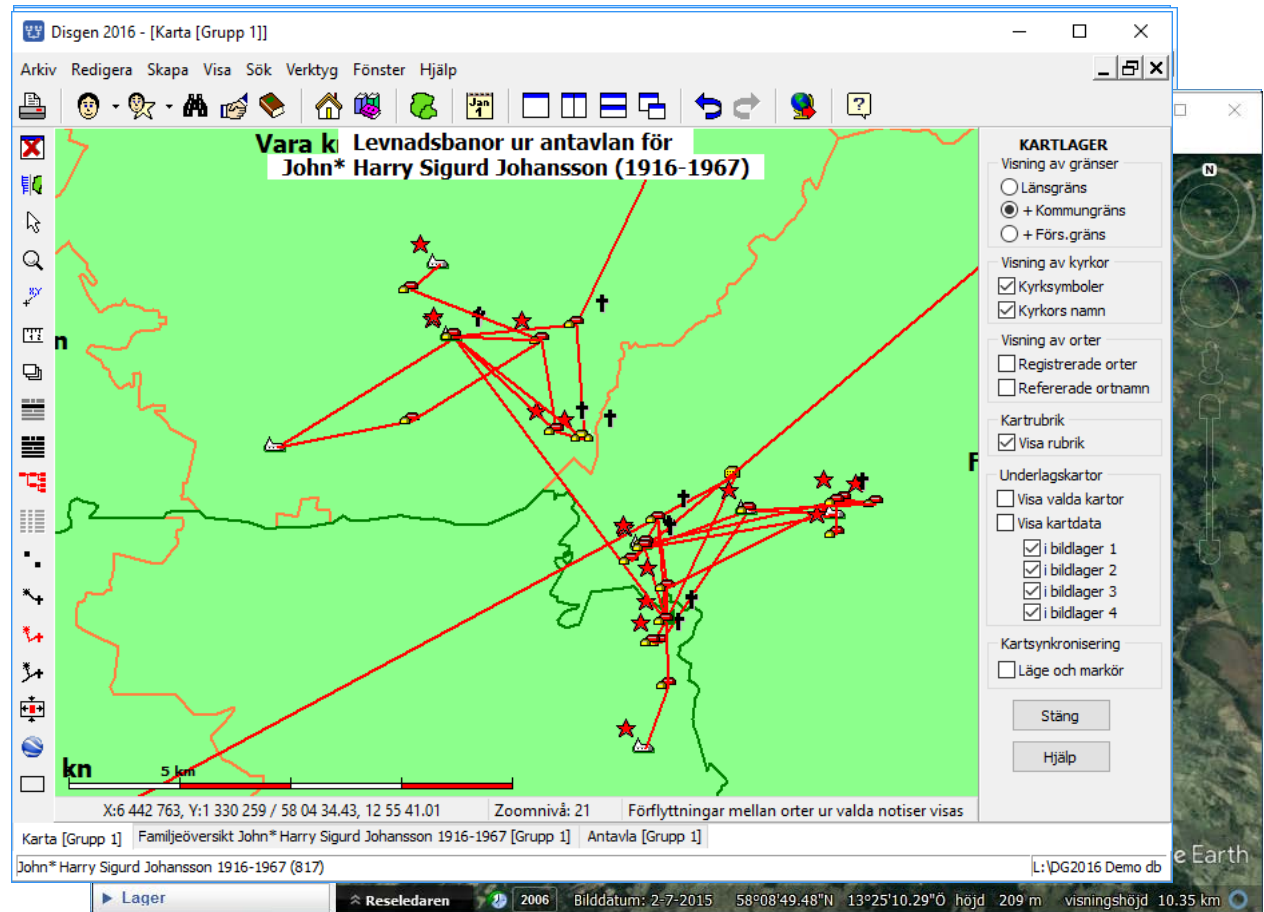 Disgen 2016 - [Karta [Grupp 1]]
Arkiv Redigera Skapa Visa Sök Verktyg Fönster Hjälp
Jan
1
Vara k
Levnadsbanor ur antavlan för
John* Harry Sigurd Johansson (1916-1967)
n
F
kn
5 km
KARTLAGER
Visning av gränser
Länsgräns
+ Kommungräns
+ Förs.gräns
Visning av kyrkor
Kyrksymboler
Kyrkors namn
Visning av orter
Registrerade orter
Refererade ortnamn
Kartrubrik
Visa rubrik
Underlagskartor
Visa valda kartor
Visa kartdata
i bildlager 1
i bildlager 2
i bildlager 3
i bildlager 4
Kartsynkronisering
Läge och markör
Stäng
Hjälp
N
X:6 442 763, Y:1 330 259 / 58 04 34.43, 12 55 41.01 Zoomnivå: 21 Förflyttningar mellan orter ur valda notiser visas
Karta [Grupp 1] Familjeöversikt John* Harry Sigurd Johansson 1916-1967 [Grupp 1] Antavla [Grupp 1]
John* Harry Sigurd Johansson 1916-1967 (817) L:\DG2016 Demo db
e Earth
Lager Reseledaren 2006 Bilddatum: 2-7-2015 58°08'49.48"N 13°25'10.29"Ö höjd 209 m visningshöjd 10.35 km